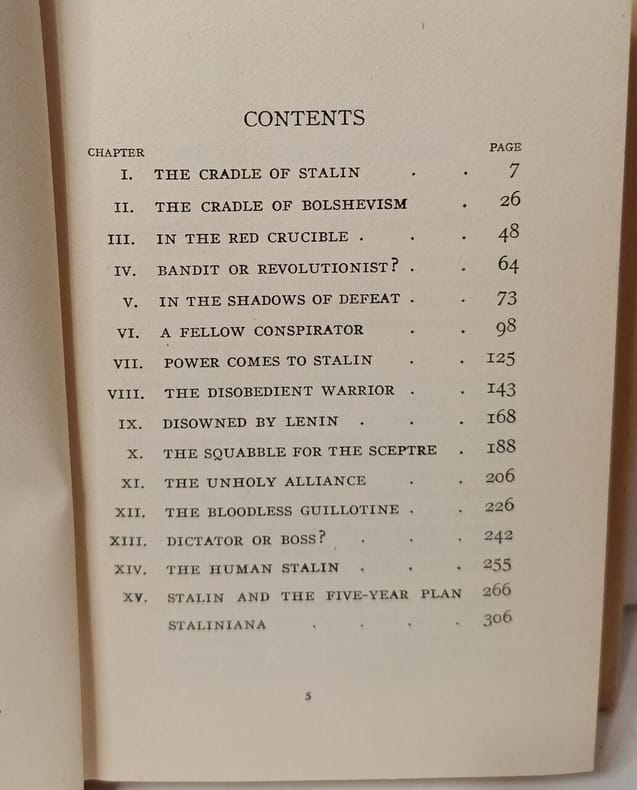 CONTENTS
CHAPTER PAGE
I. THE CRADLE OF STALIN . . 7
II. THE CRADLE OF BOLSHEVISM . 26
III. IN THE RED CRUCIBLE . . . 48
IV. BANDIT OR REVOLUTIONIST? . . 64
V. IN THE SHADOWS OF DEFEAT . . 73
VI. A FELLOW CONSPIRATOR . . 98
VII. POWER COMES TO STALIN . . 125
VIII. THE DISOBEDIENT WARRIOR . . 143
IX. DISOWNED BY LENIN . . . 168
X. THE SQUABBLE FOR THE SCEPTRE . 188
XI. THE UNHOLY ALLIANCE . . 206
XII. THE BLOODLESS GUILLOTINE . . 226
XIII. DICTATOR OR BOSS? . . . 242
XIV. THE HUMAN STALIN . . . 255
XV. STALIN AND THE FIVE-YEAR PLAN 266
STALINIANA . . . . 306
5